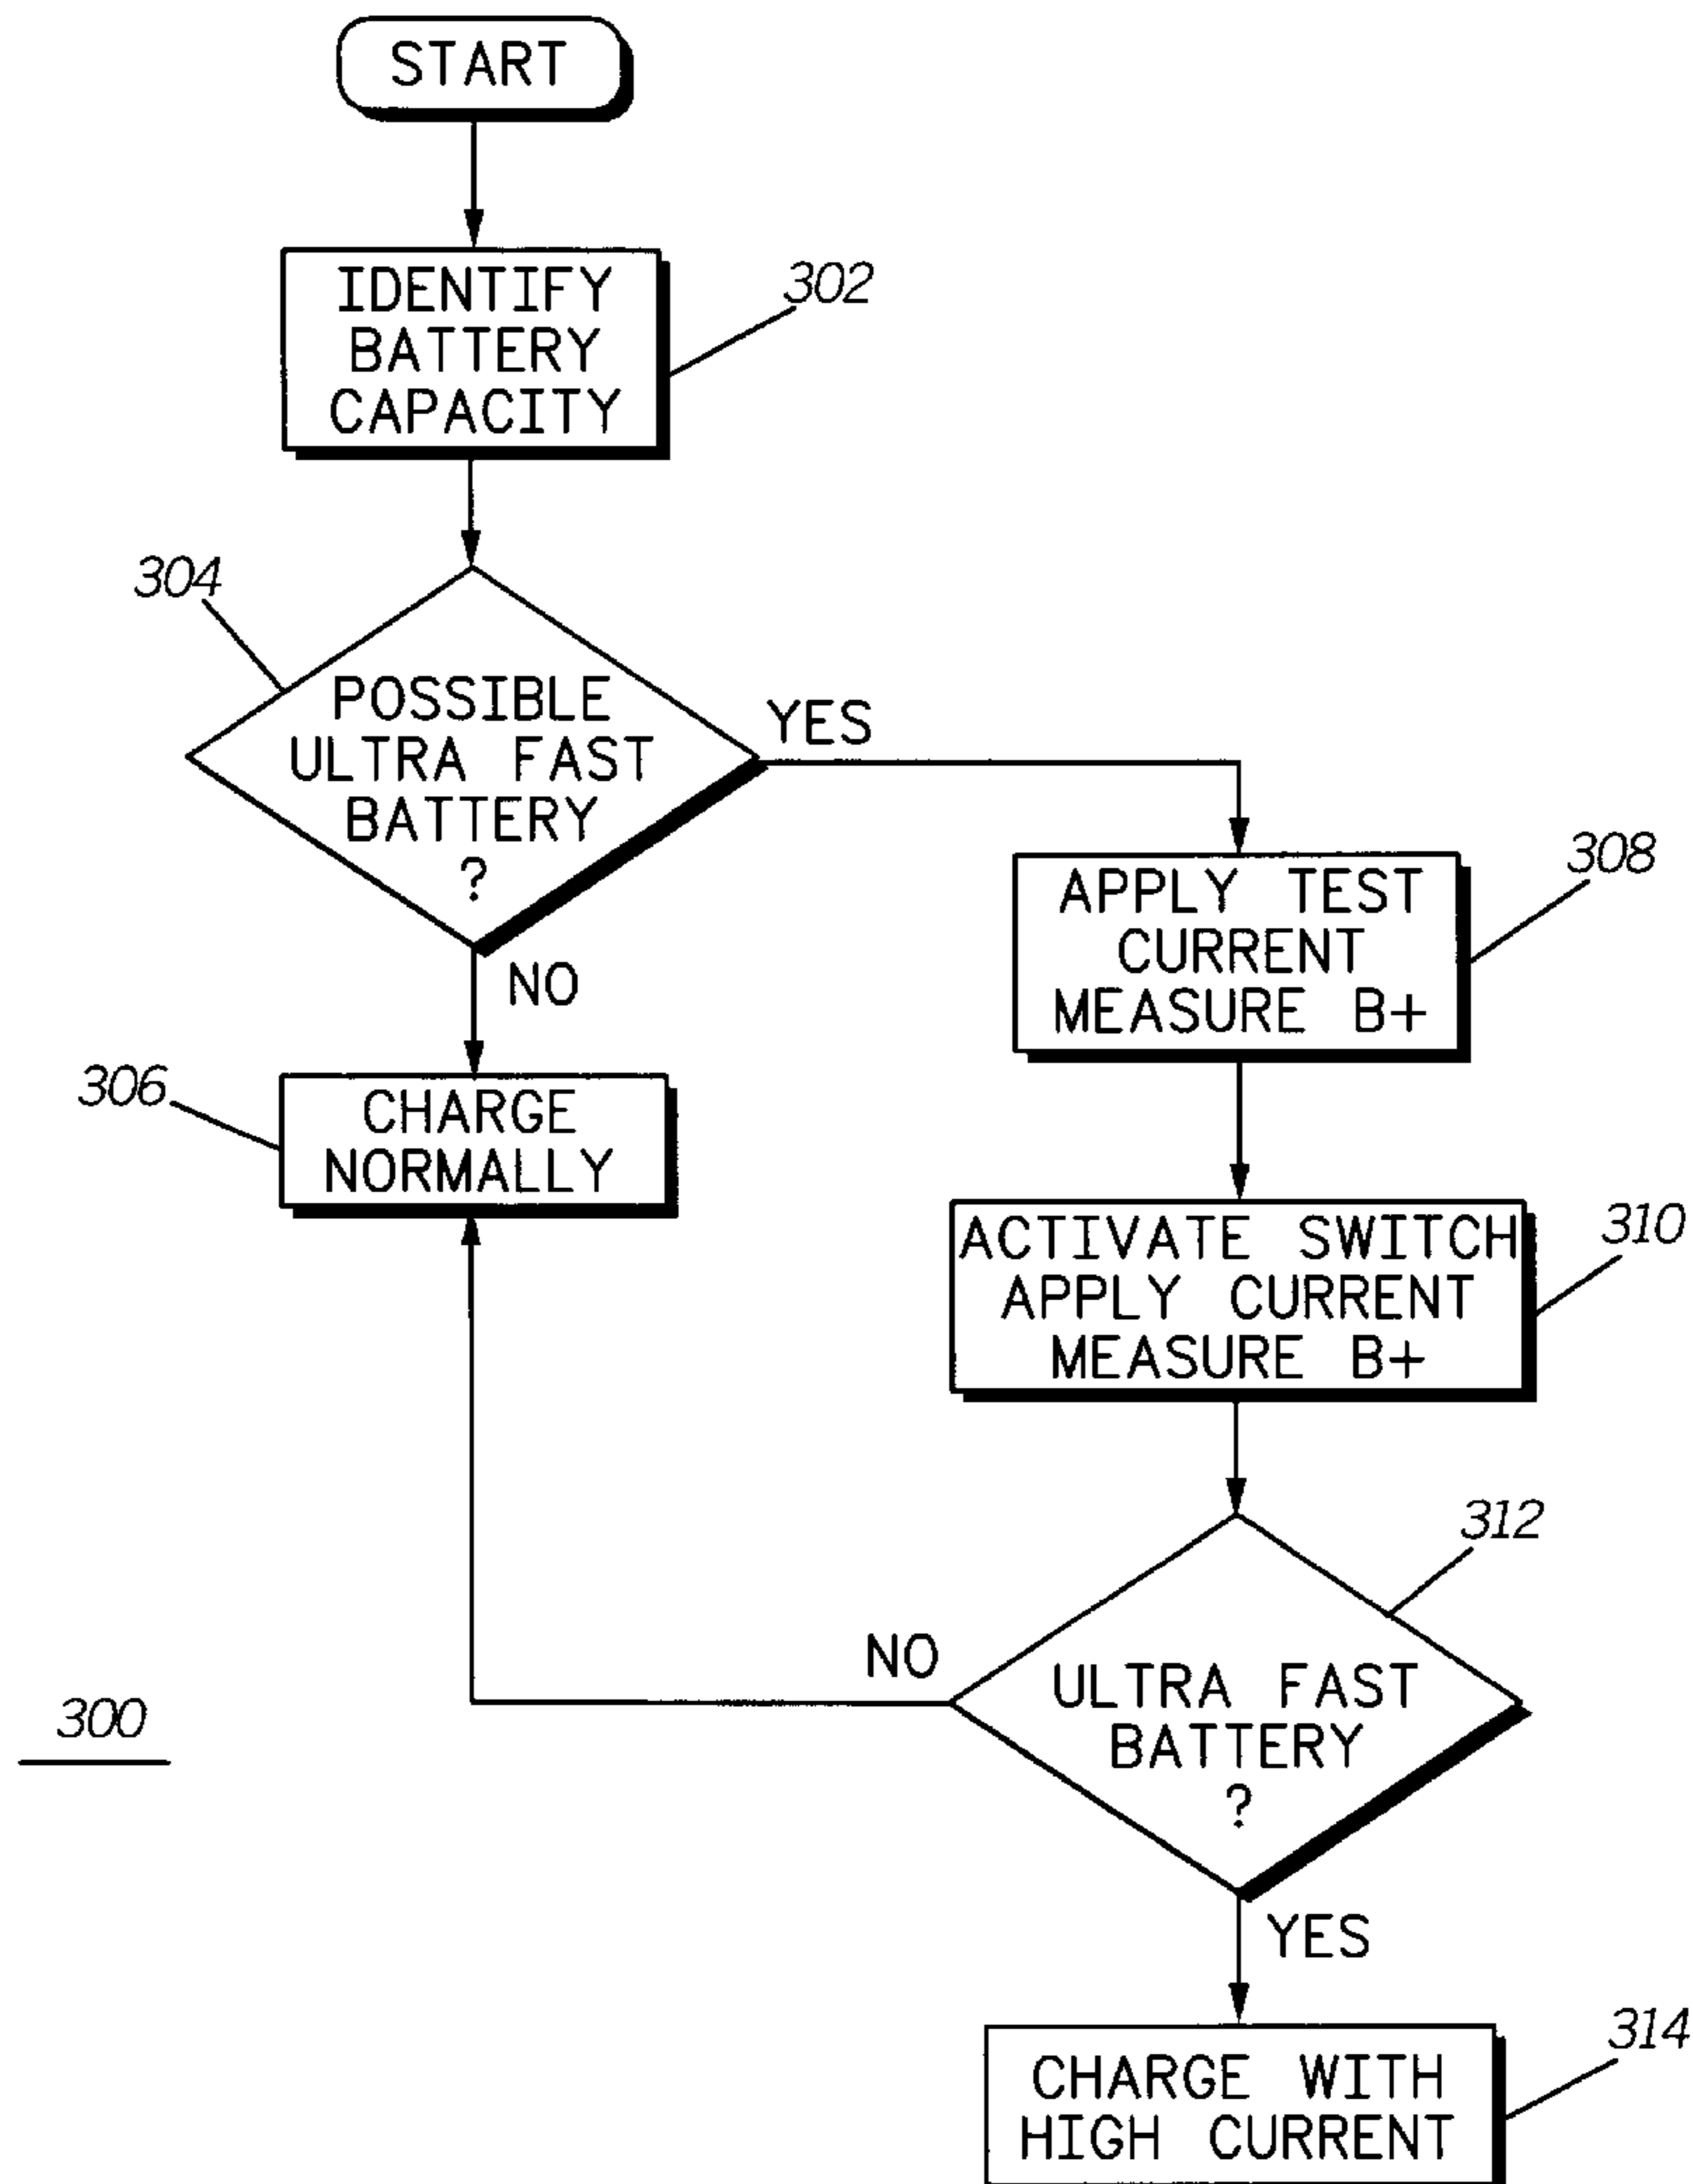 START
IDENTIFY
BATTERY
CAPACITY
302
304
POSSIBLE
ULTRA FAST
BATTERY
?
YES
NO
306
CHARGE
NORMALLY
308
APPLY TEST
CURRENT
MEASURE B+
310
ACTIVATE SWITCH
APPLY CURRENT
MEASURE B+
312
ULTRA FAST
BATTERY
?
NO
YES
300
314
CHARGE WITH
HIGH CURRENT